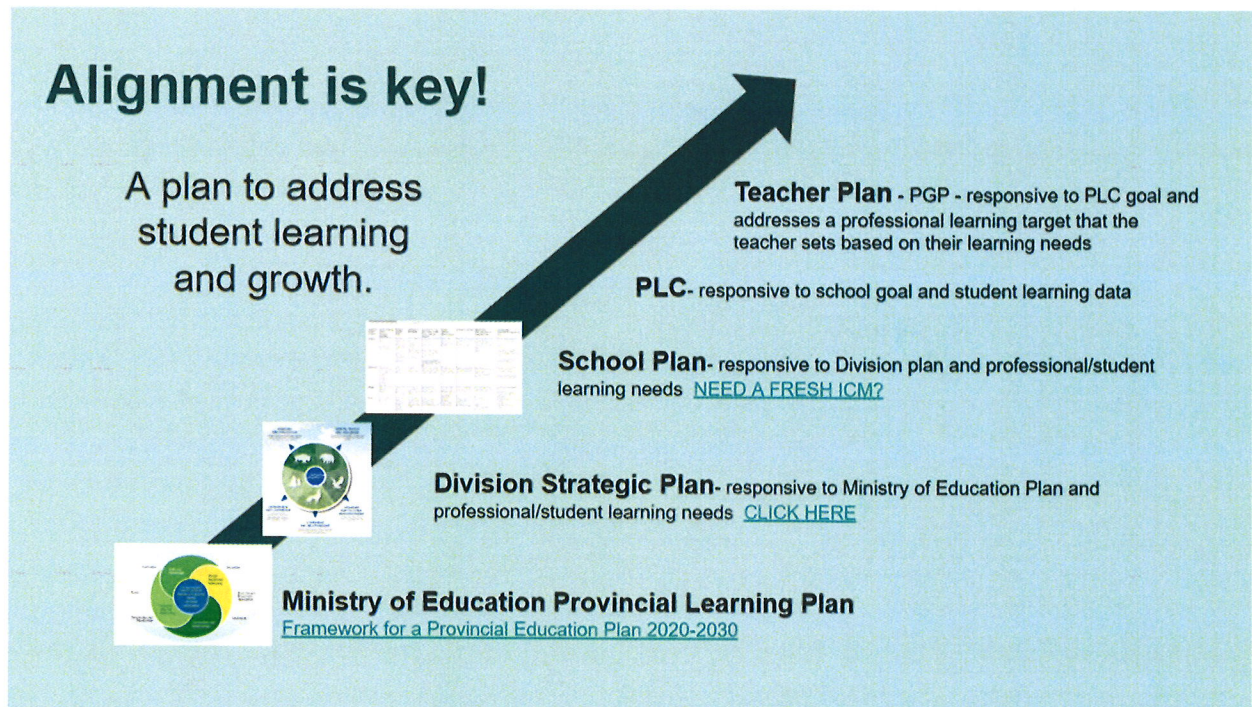 Alignment is key!
A plan to address
student learning
and growth.
Teacher Plan - PGP - responsive to PLC goal and
addresses a professional learning target that the
teacher sets based on their learning needs
PLC- responsive to school goal and student learning data
School Plan- responsive to Division plan and professional/student
learning needs NEED A FRESH ICM?
Division Strategic Plan- responsive to Ministry of Education Plan and
professional/student learning needs CLICK HERE
Ministry of Education Provincial Learning Plan
Framework for a Provincial Education Plan 2020-2030